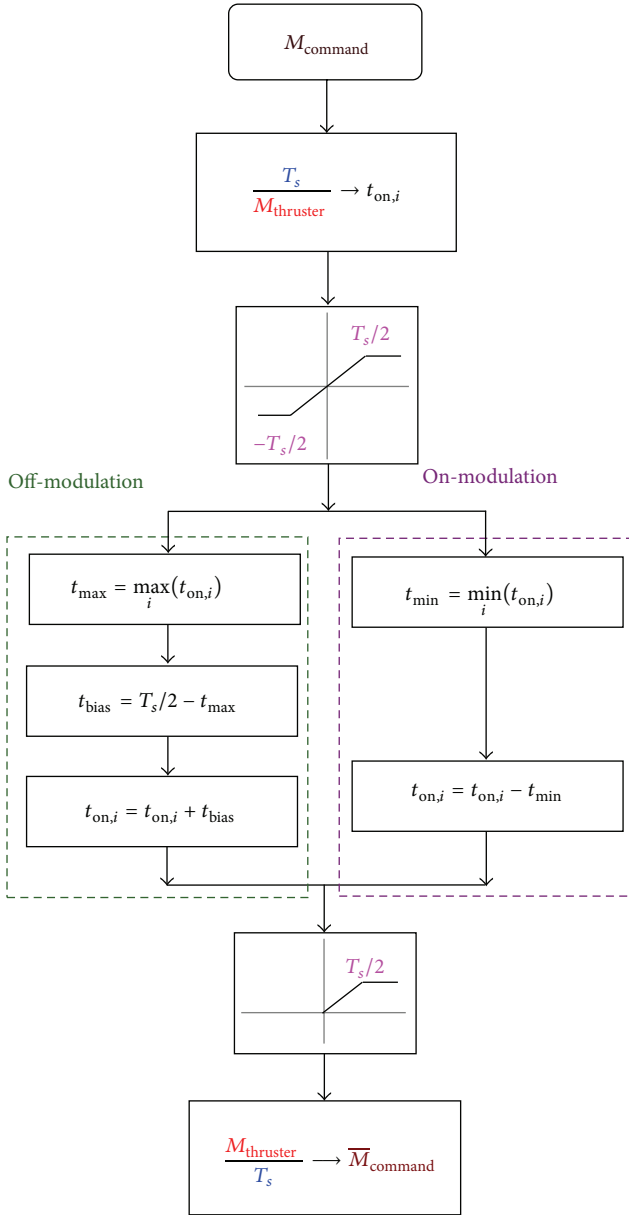 M_command
T_s / M_thruster → t_on,i
T_s/2
−T_s/2
Off-modulation
On-modulation
t_max = max_i(t_on,i)
t_min = min_i(t_on,i)
t_bias = T_s/2 − t_max
t_on,i = t_on,i + t_bias
t_on,i = t_on,i − t_min
T_s/2
M_thruster / T_s → M̅_command